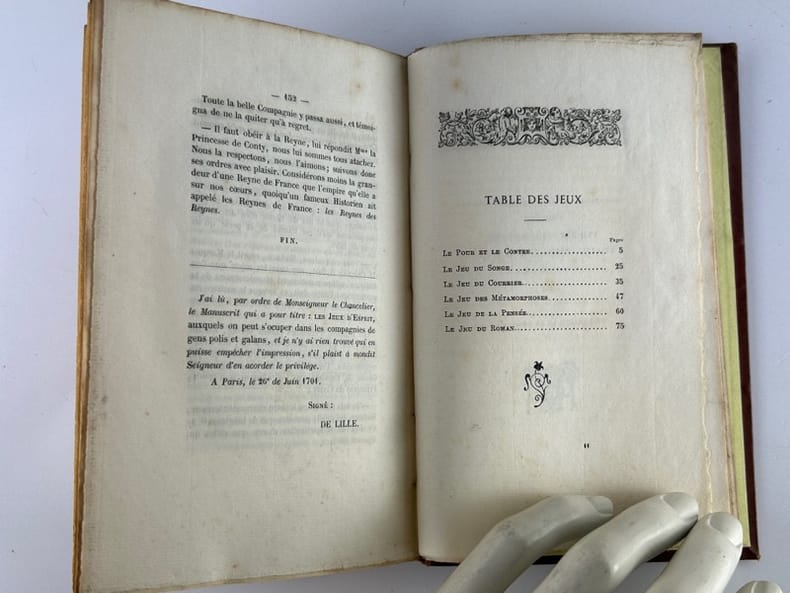 — 152 —
Toute la belle Compagnie y passa aussi, et témoi-
gna de ne la quiter qu'à regret.
— Il faut obéir à la Reyne, lui répondit Mme la
Princesse de Conty, nous lui sommes tous atachez.
Nous la respectons, nous l'aimons; suivons donc
ses ordres avec plaisir. Considérons moins la gran-
deur d'une Reyne de France que l'empire qu'elle a
sur nos cœurs, quoiqu'un fameux Historien ait
appelé les Reynes de France : les Reynes des
Reynes.
FIN.
J'ai lû, par ordre de Monseigneur le Chancelier,
le Manuscrit qui a pour titre : LES JEUX D'ESPRIT,
auxquels on peut s'ocuper dans les compagnies de
gens polis et galans, et je n'y ai rien trouvé qui en
puisse empêcher l'impression, s'il plaist à mondit
Seigneur d'en acorder le privilège.
A Paris, le 26e de Juin 1701.
SIGNÉ :
DE LILLE.
TABLE DES JEUX
Pages
LE POUR ET LE CONTRE 5
LE JEU DU SONGE 25
LE JEU DU COURRIER 35
LE JEU DES MÉTAMORPHOSES 47
LE JEU DE LA PENSÉE 60
LE JEU DU ROMAN 75
11